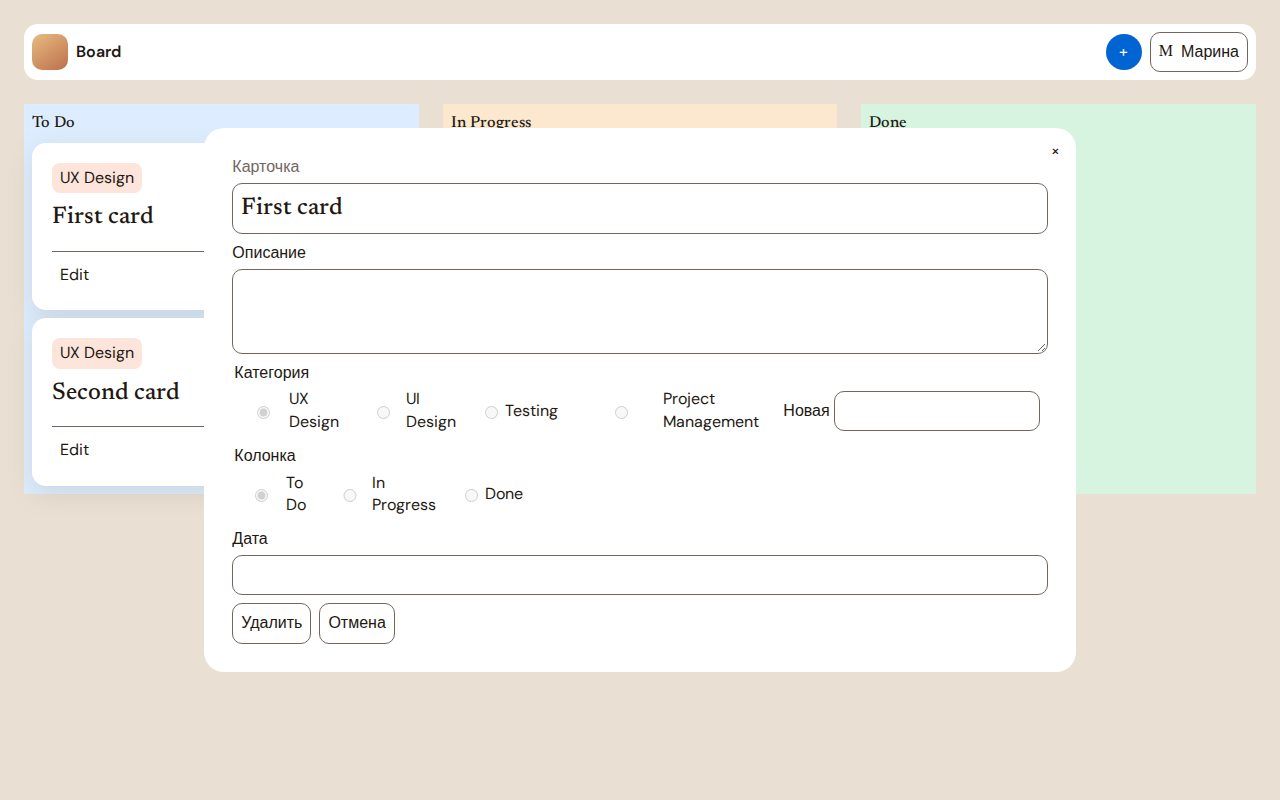 Board
+
М Марина
To Do
In Progress
Done
UX Design
First card
Edit
UX Design
Second card
Edit
×
Карточка
First card
Описание
Категория
UX
Design
UI
Design
Testing
Project
Management
Новая
Колонка
To
Do
In
Progress
Done
Дата
Удалить
Отмена